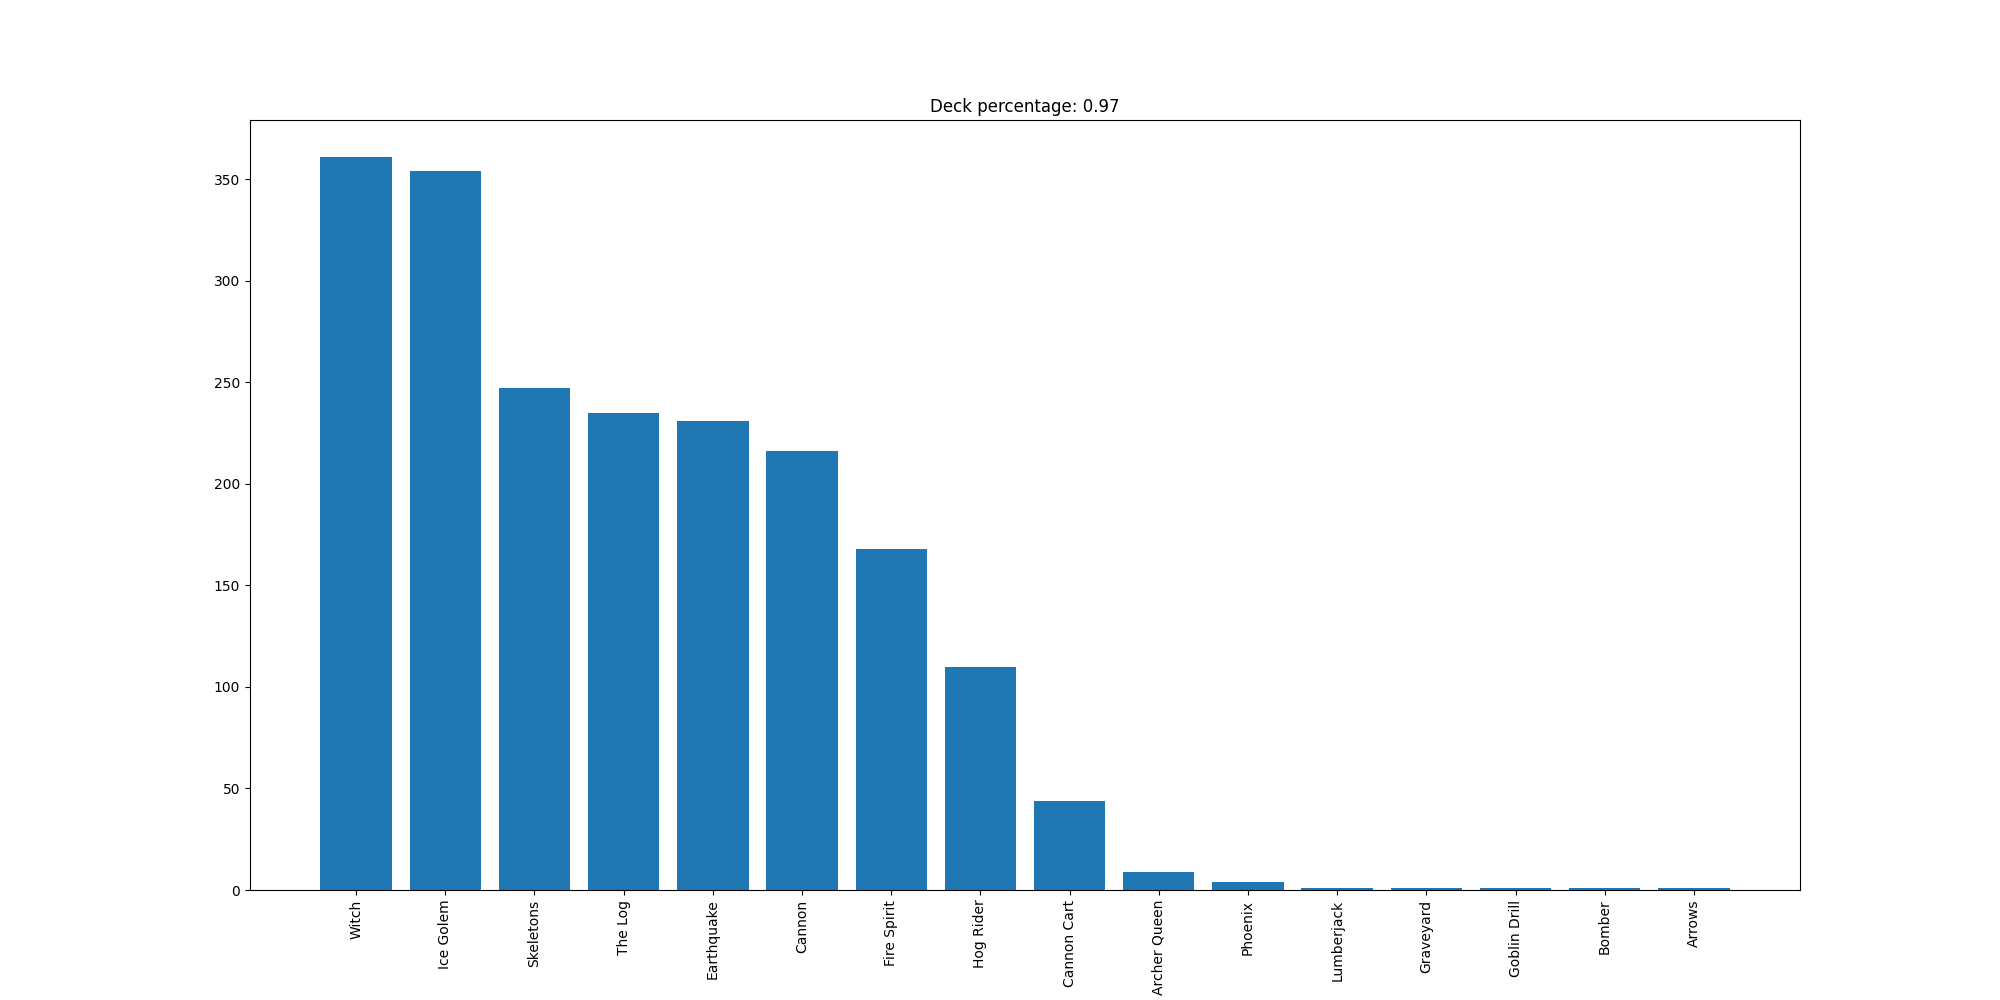 Deck percentage: 0.97
350
300
250
200
150
100
50
0
Witch
Ice Golem
Skeletons
The Log
Earthquake
Cannon
Fire Spirit
Hog Rider
Cannon Cart
Archer Queen
Phoenix
Lumberjack
Graveyard
Goblin Drill
Bomber
Arrows